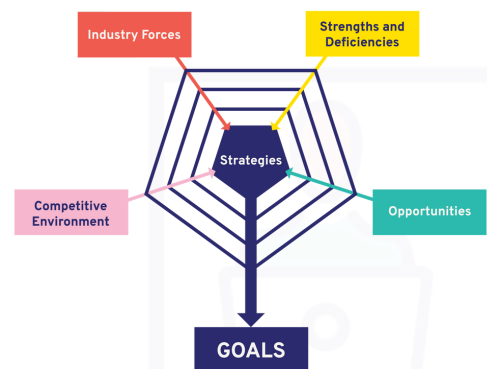 Industry Forces
Strengths and
Deficiencies
Strategies
Competitive
Environment
Opportunities
GOALS